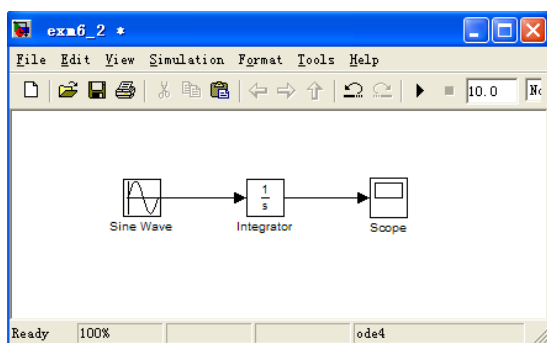 exm6_2 *
File Edit View Simulation Format Tools Help
10.0
1
s
Sine Wave Integrator Scope
Ready 100% ode4